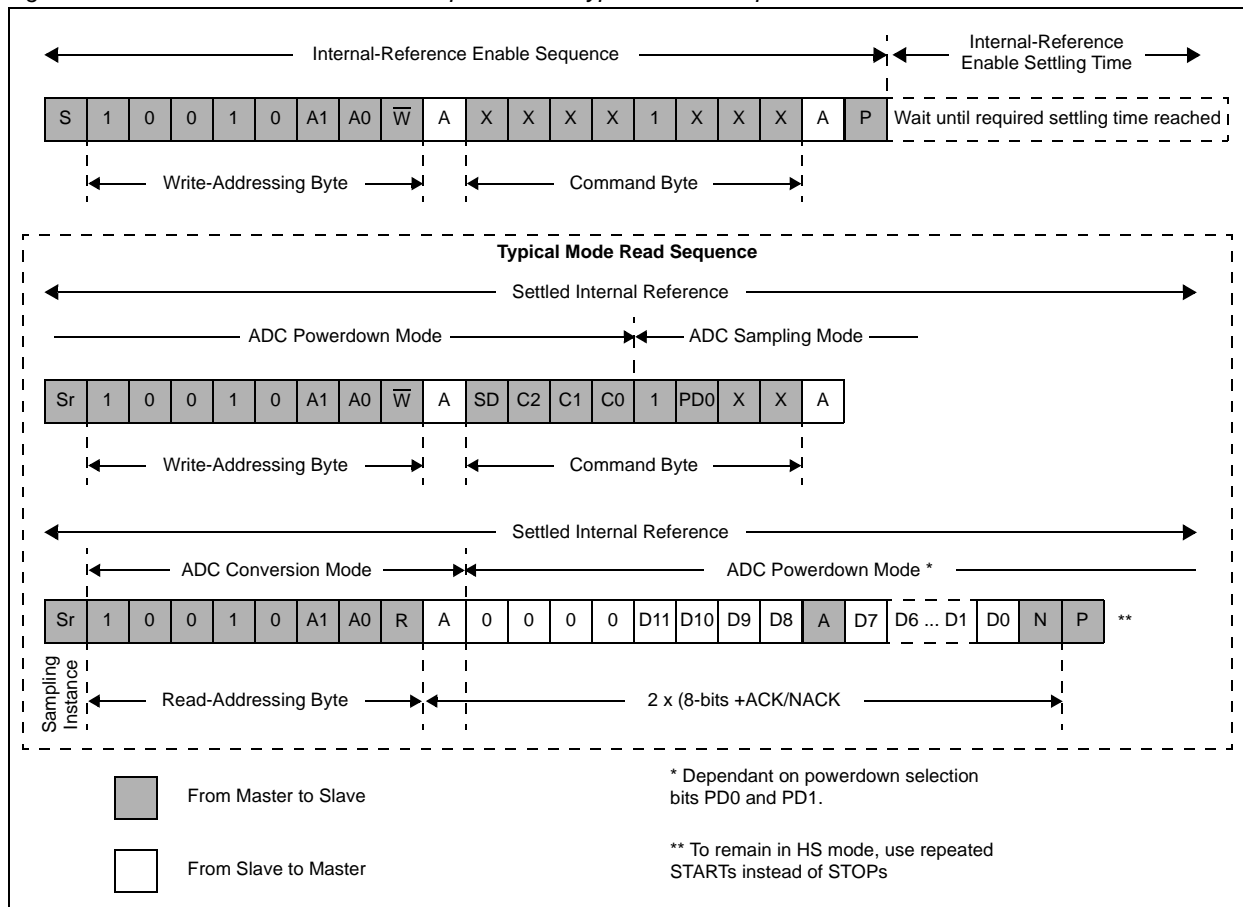 Internal-Reference Enable Sequence
Internal-Reference
Enable Settling Time
S 1 0 0 1 0 A1 A0 W̅ A X X X X 1 X X X A P Wait until required settling time reached
Write-Addressing Byte Command Byte
Typical Mode Read Sequence
Settled Internal Reference
ADC Powerdown Mode ADC Sampling Mode
Sr 1 0 0 1 0 A1 A0 W̅ A SD C2 C1 C0 1 PD0 X X A
Write-Addressing Byte Command Byte
Settled Internal Reference
ADC Conversion Mode ADC Powerdown Mode *
Sr 1 0 0 1 0 A1 A0 R A 0 0 0 0 D11 D10 D9 D8 A D7 D6 ... D1 D0 N P **
Sampling
Instance
Read-Addressing Byte 2 x (8-bits +ACK/NACK
From Master to Slave
* Dependant on powerdown selection
bits PD0 and PD1.
From Slave to Master
** To remain in HS mode, use repeated
STARTs instead of STOPs